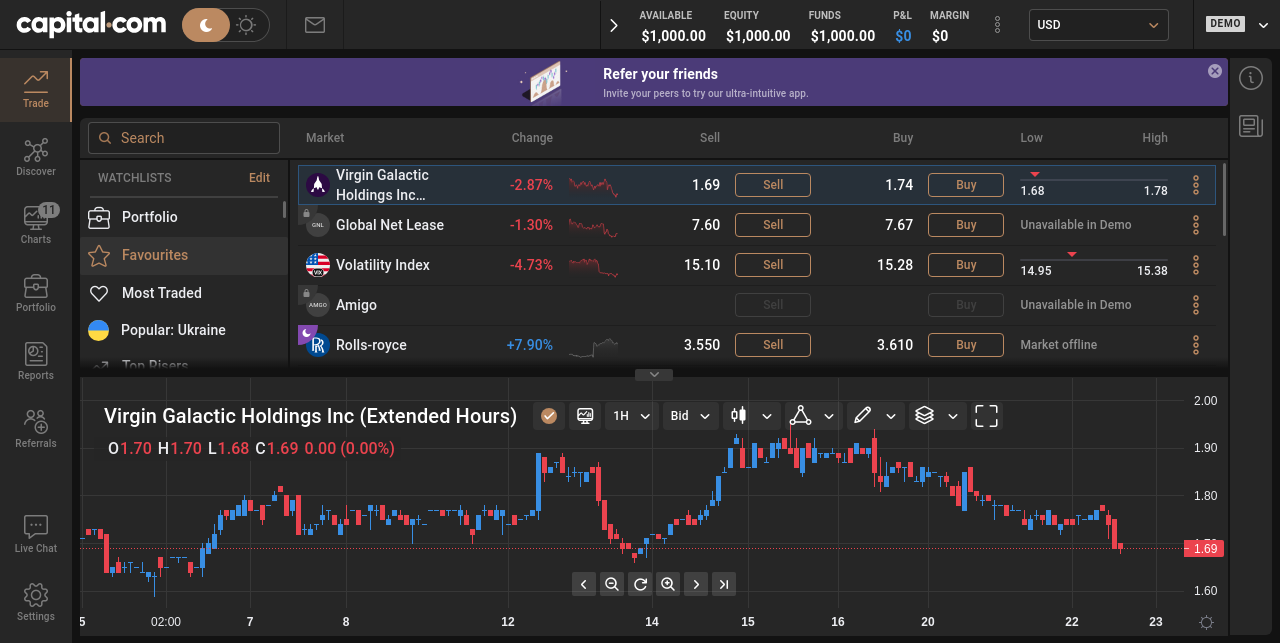 capital.com
AVAILABLE EQUITY FUNDS P&L MARGIN
$1,000.00 $1,000.00 $1,000.00 $0 $0
USD
DEMO
Trade
Discover
11
Charts
Portfolio
Reports
Referrals
Live Chat
Settings
Refer your friends
Invite your peers to try our ultra-intuitive app.
Search
Market Change Sell Buy Low High
WATCHLISTS Edit
Portfolio
Favourites
Most Traded
Popular: Ukraine
Top Risers
Virgin Galactic
Holdings Inc... -2.87% 1.69 Sell 1.74 Buy 1.68 1.78
GNL Global Net Lease -1.30% 7.60 Sell 7.67 Buy Unavailable in Demo
VIX Volatility Index -4.73% 15.10 Sell 15.28 Buy 14.95 15.38
AMGO Amigo Sell Buy Unavailable in Demo
Rolls-royce +7.90% 3.550 Sell 3.610 Buy Market offline
Virgin Galactic Holdings Inc (Extended Hours) 1H Bid
O1.70 H1.70 L1.68 C1.69 0.00 (0.00%)
2.00
1.90
1.80
1.70
1.69
1.60
5 02:00 7 8 12 14 15 16 20 22 23